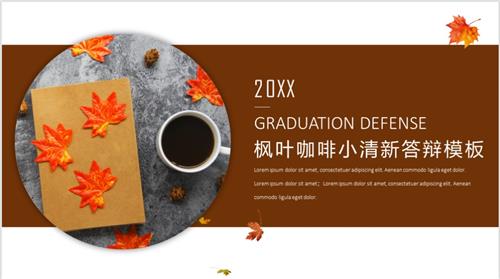 20XX
GRADUATION DEFENSE
枫叶咖啡小清新答辩模板
Lorem ipsum dolor sit amet, consectetur adipiscing elit. Aenean commodo ligula eget dolor.
Lorem ipsum dolor sit amet；Lorem ipsum dolor sit amet, consectetur adipiscing elit. Aenean
commodo ligula eget dolor.